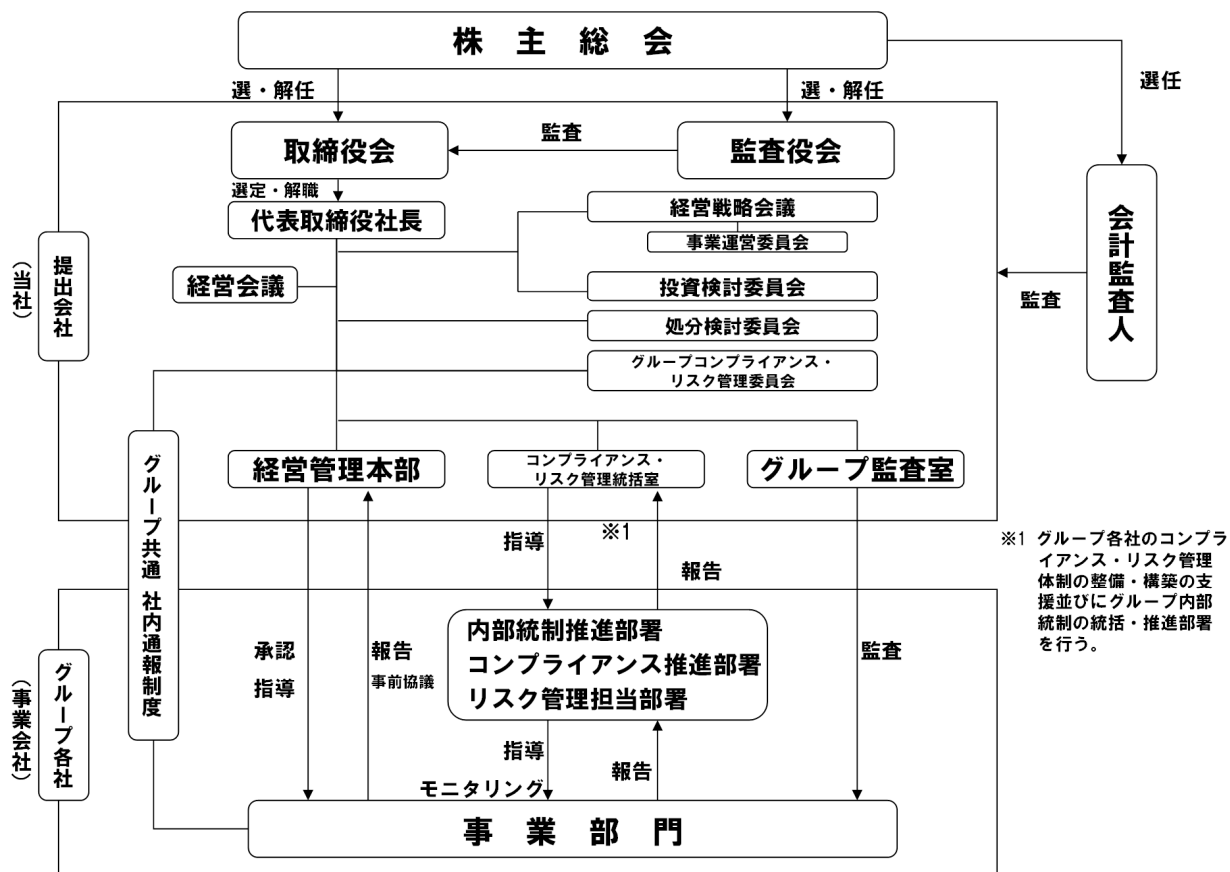 株主総会
選・解任
選・解任
選任
取締役会
監査
監査役会
選定・解職
代表取締役社長
経営戦略会議
事業運営委員会
経営会議
投資検討委員会
処分検討委員会
グループコンプライアンス・
リスク管理委員会
会計監査人
監査
提出会社
（当社）
経営管理本部
コンプライアンス・
リスク管理統括室
グループ監査室
グループ共通 社内通報制度
指導
※1
報告
※1 グループ各社のコンプラ
イアンス・リスク管理
体制の整備・構築の支
援並びにグループ内部
統制の統括・推進部署
を行う。
承認
指導
報告
事前協議
内部統制推進部署
コンプライアンス推進部署
リスク管理担当部署
監査
グループ各社
（事業会社）
指導
モニタリング
報告
事業部門